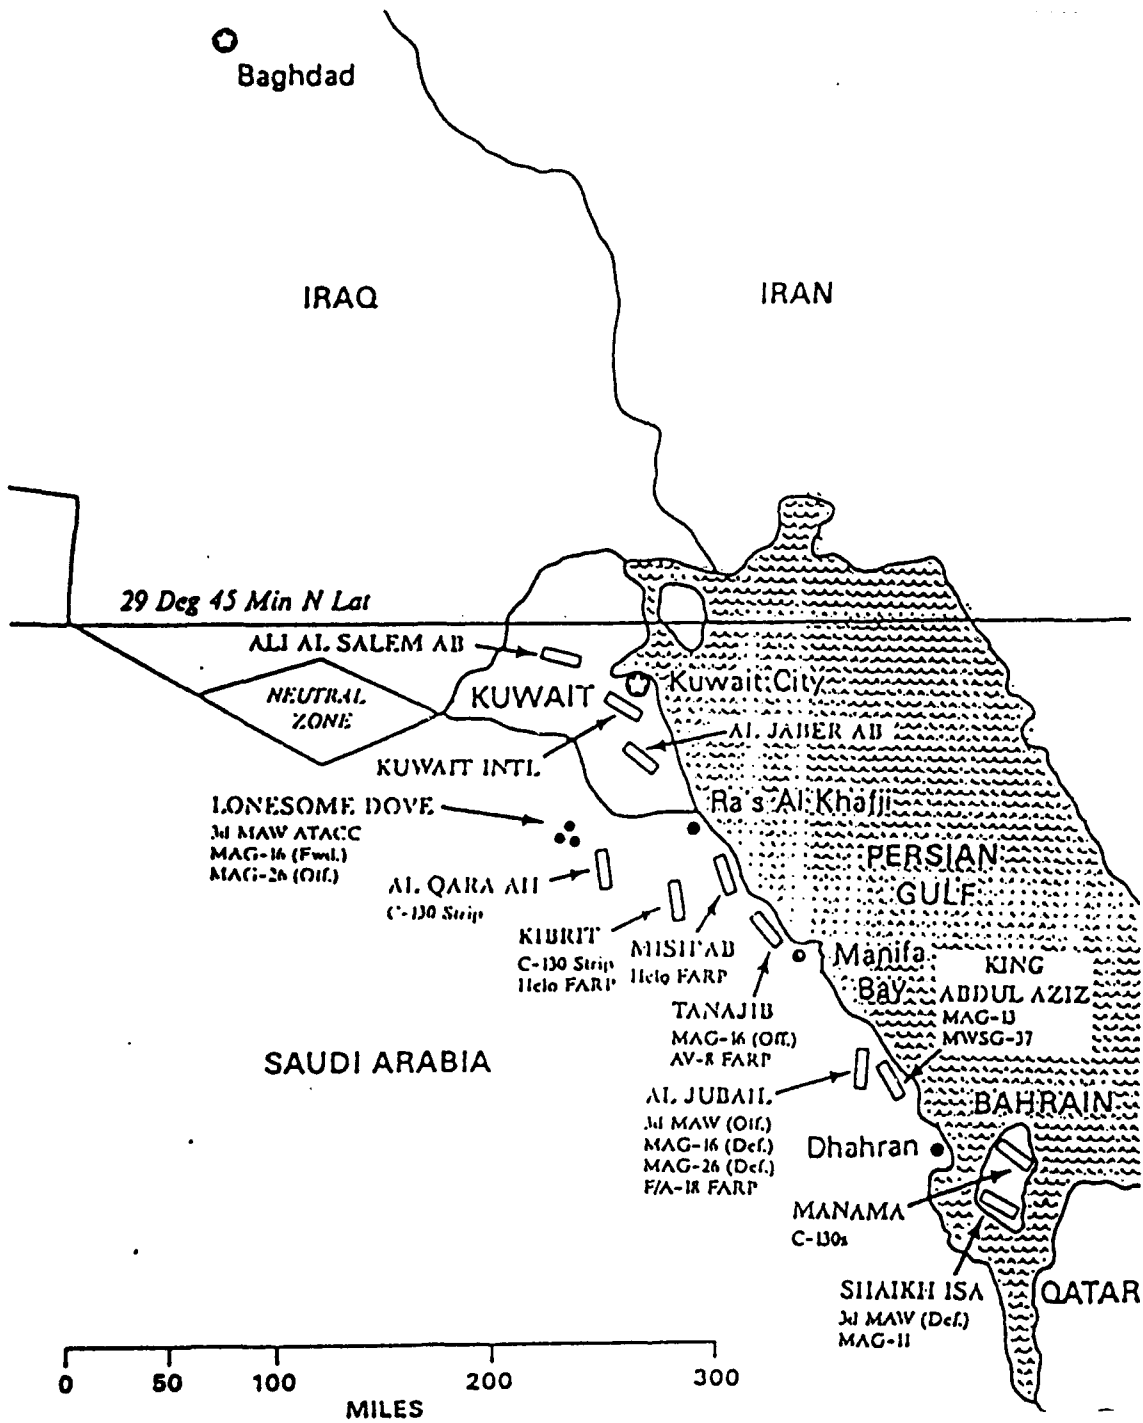 Baghdad
IRAQ
IRAN
29 Deg 45 Min N Lat
ALI AL SALEM AB
NEUTRAL
ZONE
KUWAIT
Kuwait City
AL JABER AB
KUWAIT INTL
LONESOME DOVE
3d MAW ATACC
MAG-16 (Fwd.)
MAG-26 (Off.)
Ra's Al Khafji
PERSIAN
GULF
AL QARA AH
C-130 Strip
KIBRIT
C-130 Strip
Helo FARP
MISH'AB
Helo FARP
Manifa
Bay
KING
ABDUL AZIZ
MAG-13
MWSG-37
TANAJIB
MAG-16 (Off.)
AV-8 FARP
SAUDI ARABIA
AL JUBAIL
3d MAW (Off.)
MAG-16 (Def.)
MAG-26 (Def.)
F/A-18 FARP
BAHRAIN
Dhahran
MANAMA
C-130s
SHAIKH ISA
3d MAW (Def.)
MAG-11
QATAR
0 50 100 200 300
MILES